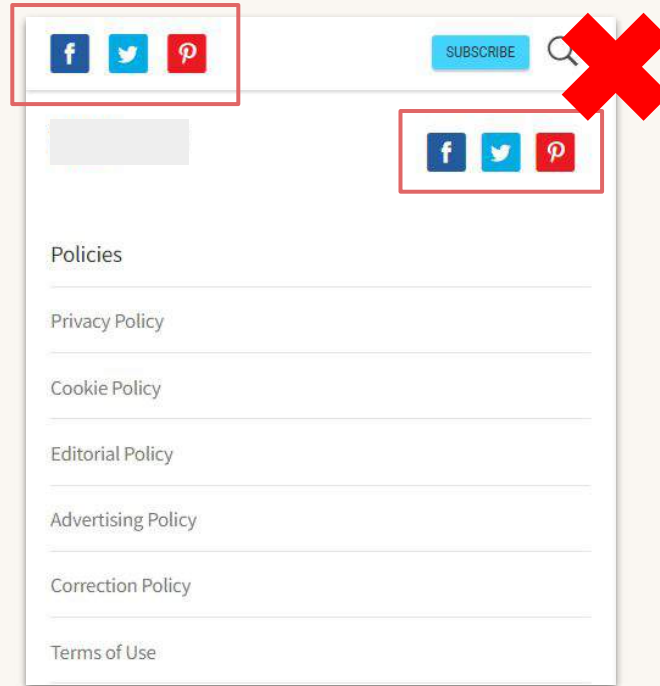 SUBSCRIBE
Policies
Privacy Policy
Cookie Policy
Editorial Policy
Advertising Policy
Correction Policy
Terms of Use